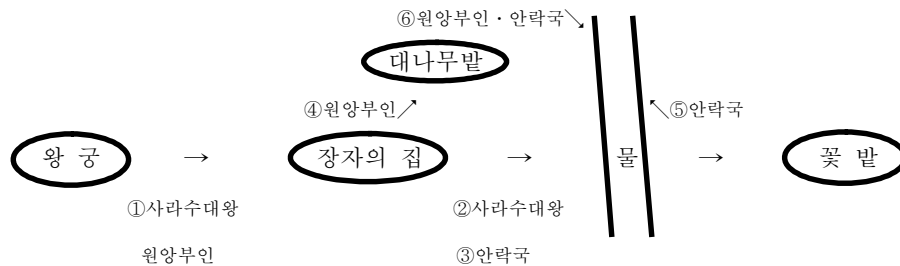 ⑥원앙부인·안락국↘
대나무밭
④원앙부인↗
↖⑤안락국
왕 궁 → 장자의 집 → 물 → 꽃 밭
①사라수대왕 ②사라수대왕
원앙부인 ③안락국